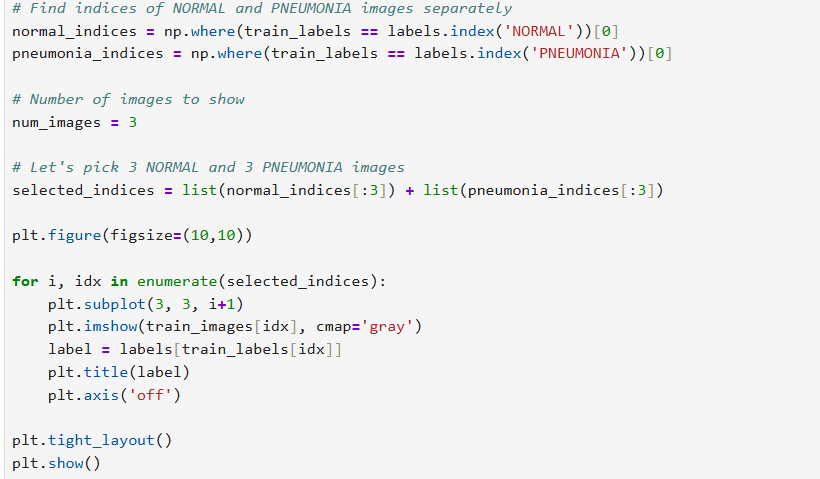 # Find indices of NORMAL and PNEUMONIA images separately
normal_indices = np.where(train_labels == labels.index('NORMAL'))[0]
pneumonia_indices = np.where(train_labels == labels.index('PNEUMONIA'))[0]
# Number of images to show
num_images = 3
# Let's pick 3 NORMAL and 3 PNEUMONIA images
selected_indices = list(normal_indices[:3]) + list(pneumonia_indices[:3])
plt.figure(figsize=(10,10))
for i, idx in enumerate(selected_indices):
    plt.subplot(3, 3, i+1)
    plt.imshow(train_images[idx], cmap='gray')
    label = labels[train_labels[idx]]
    plt.title(label)
    plt.axis('off')
plt.tight_layout()
plt.show()